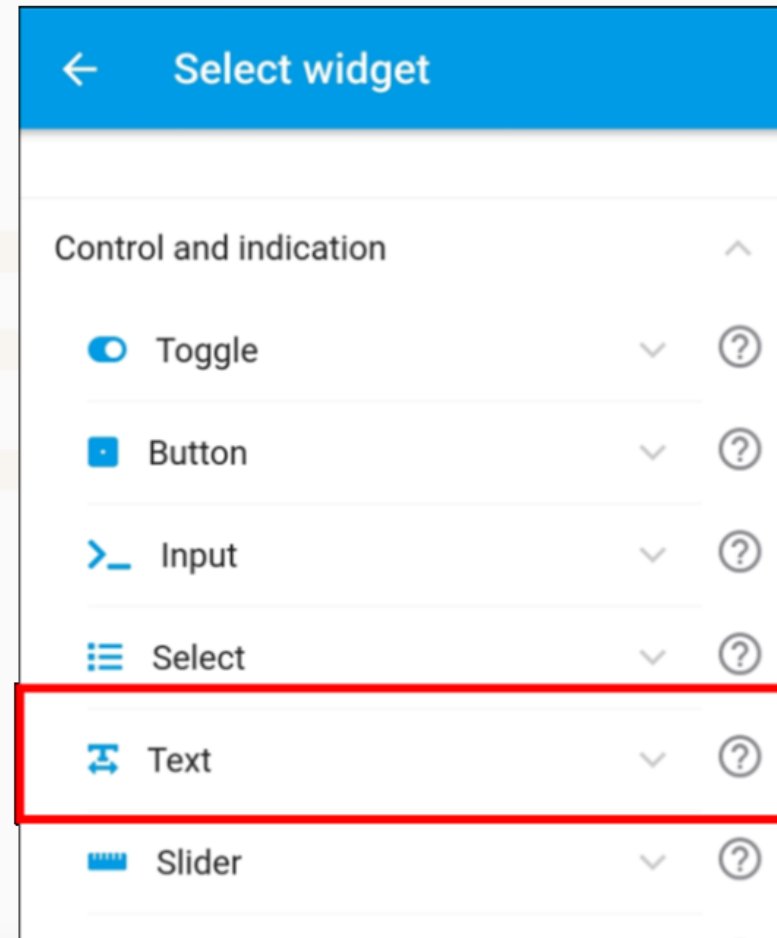 Select widget
Control and indication
Toggle
Button
Input
Select
Text
Slider